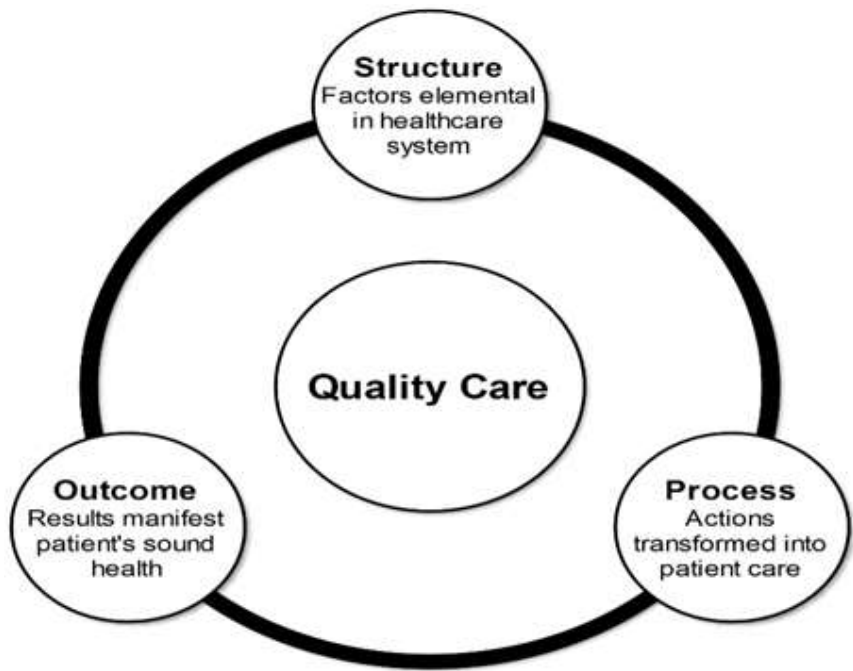 Structure
Factors elemental
in healthcare
system
Quality Care
Outcome
Results manifest
patient's sound
health
Process
Actions
transformed into
patient care